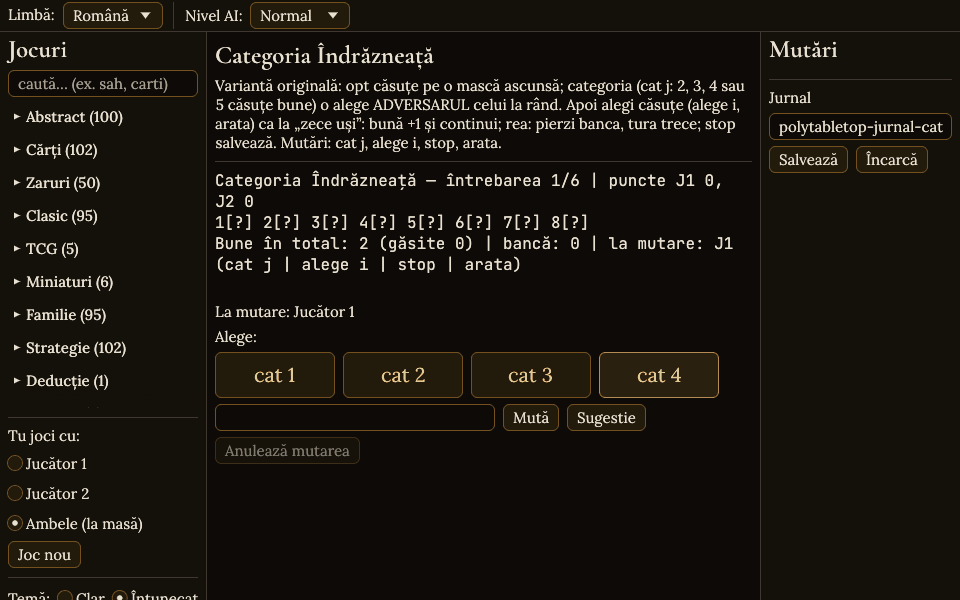 Limbă: Română ▼ Nivel AI: Normal ▼
Jocuri
caută... (ex. sah, carti)
▸ Abstract (100)
▸ Cărți (102)
▸ Zaruri (50)
▸ Clasic (95)
▸ TCG (5)
▸ Miniaturi (6)
▸ Familie (95)
▸ Strategie (102)
▸ Deducție (1)
Tu joci cu:
Jucător 1
Jucător 2
Ambele (la masă)
Joc nou
Temă: Clar Întunecat
Categoria Îndrăzneață
Variantă originală: opt căsuțe pe o mască ascunsă; categoria (cat j: 2, 3, 4 sau
5 căsuțe bune) o alege ADVERSARUL celui la rând. Apoi alegi căsuțe (alege i,
arata) ca la „zece uși”: bună +1 și continui; rea: pierzi banca, tura trece; stop
salvează. Mutări: cat j, alege i, stop, arata.
Categoria Îndrăzneață — întrebarea 1/6 | puncte J1 0,
J2 0
1[?] 2[?] 3[?] 4[?] 5[?] 6[?] 7[?] 8[?]
Bune în total: 2 (găsite 0) | bancă: 0 | la mutare: J1
(cat j | alege i | stop | arata)
La mutare: Jucător 1
Alege:
cat 1 cat 2 cat 3 cat 4
Mută Sugestie
Anulează mutarea
Mutări
Jurnal
polytabletop-jurnal-cat
Salvează Încarcă